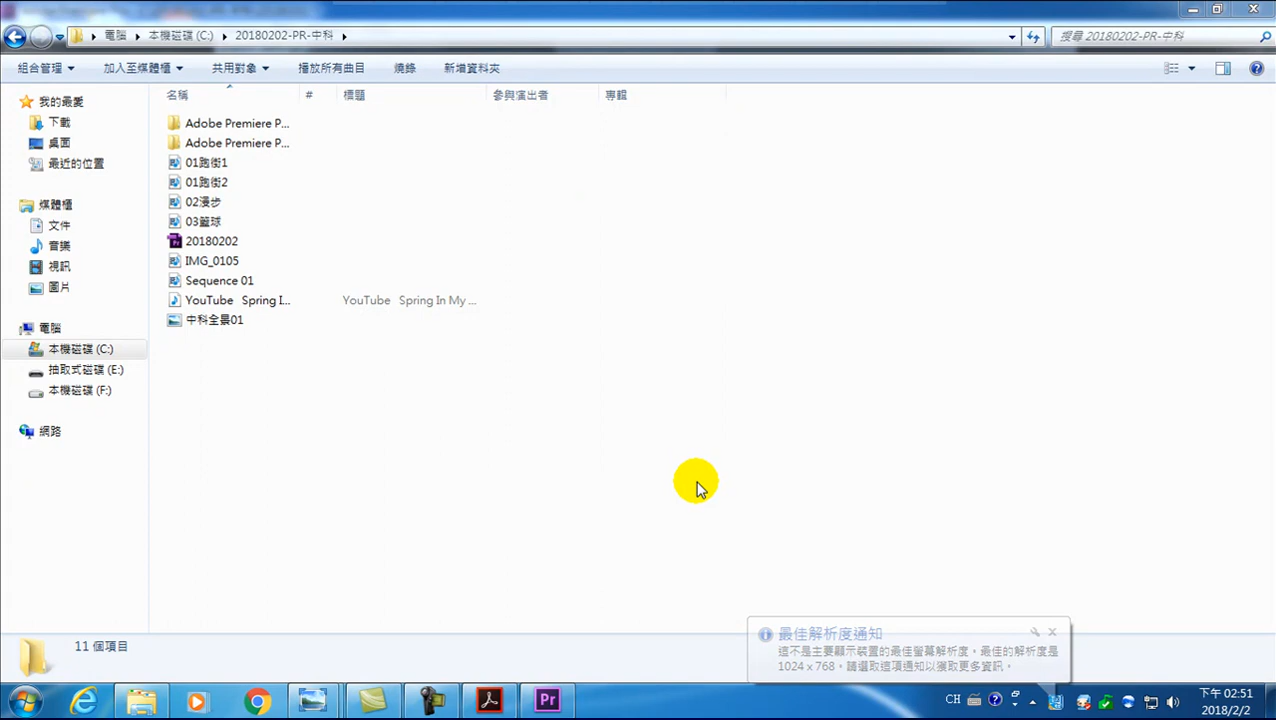 電腦 本機磁碟 (C:) 20180202-PR-中科
搜尋 20180202-PR-中科
組合管理 加入至媒體櫃 共用對象 播放所有曲目 燒錄 新增資料夾
名稱 # 標題 參與演出者 專輯
我的最愛
下載
桌面
最近的位置
媒體櫃
文件
音樂
視訊
圖片
電腦
本機磁碟 (C:)
抽取式磁碟 (E:)
本機磁碟 (F:)
網路
Adobe Premiere P...
Adobe Premiere P...
01跑街1
01跑街2
02漫步
03籃球
20180202
IMG_0105
Sequence 01
YouTube Spring I... YouTube Spring In My ...
中科全景01
11 個項目
最佳解析度通知
這不是主要顯示裝置的最佳螢幕解析度。最佳的解析度是
1024 x 768。請選取這項通知以獲取更多資訊。
Pr
CH
下午 02:51
2018/2/2